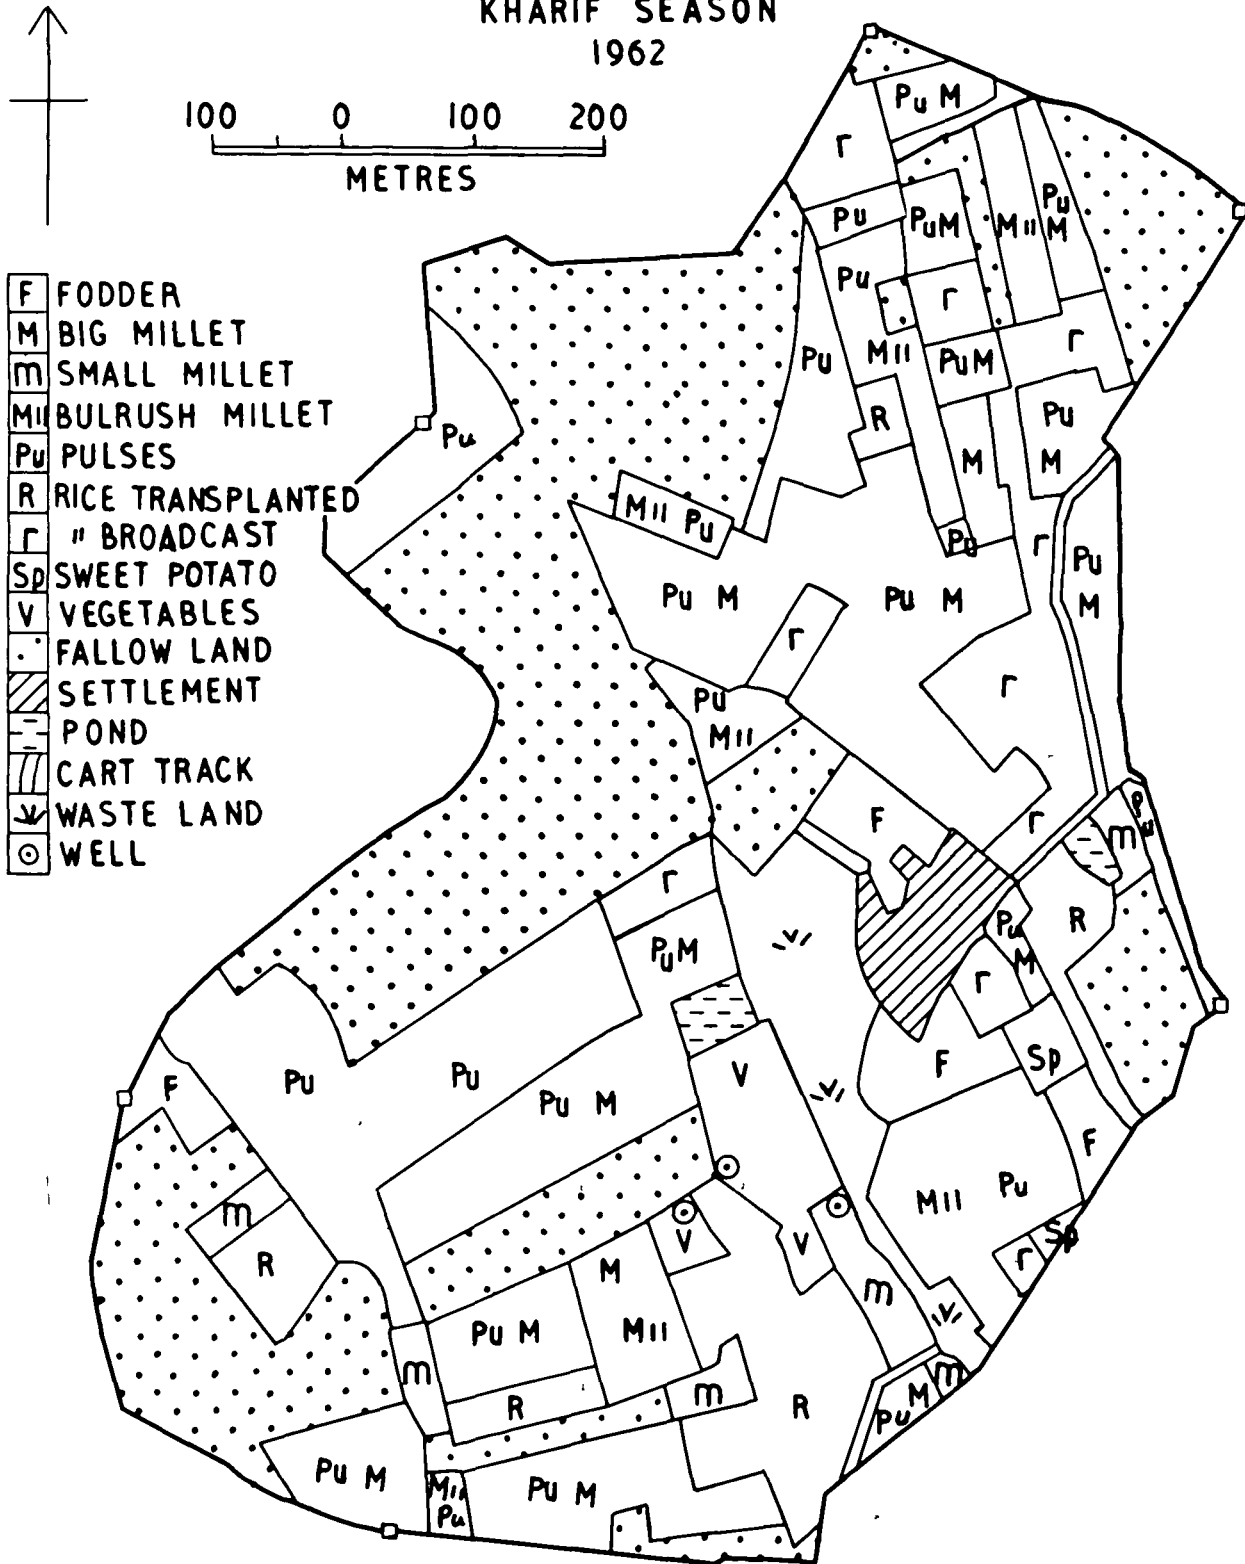 KHARIF SEASON
1962
100 0 100 200
METRES
F FODDER
M BIG MILLET
m SMALL MILLET
MII BULRUSH MILLET
Pu PULSES
R RICE TRANSPLANTED
r " BROADCAST
Sp SWEET POTATO
V VEGETABLES
FALLOW LAND
SETTLEMENT
POND
CART TRACK
WASTE LAND
WELL
Pu M
r
Pu
Pu M
MII
Pu
M
Pu
r
MII
Pu
Pu M
r
R
Pu
M
M
Pu
MII Pu
Pu
r
Pu
M
Pu M
Pu M
r
r
Pu
MII
F
r
Pu
m
r
Pu M
Pu
M
R
r
F
Sp
V
Pu
Pu
Pu M
F
F
m
R
V
V
m
MII Pu
Sp
r
M
MII
Pu M
m
R
m
R
m
M
Pu
Pu M
MII
Pu
Pu M